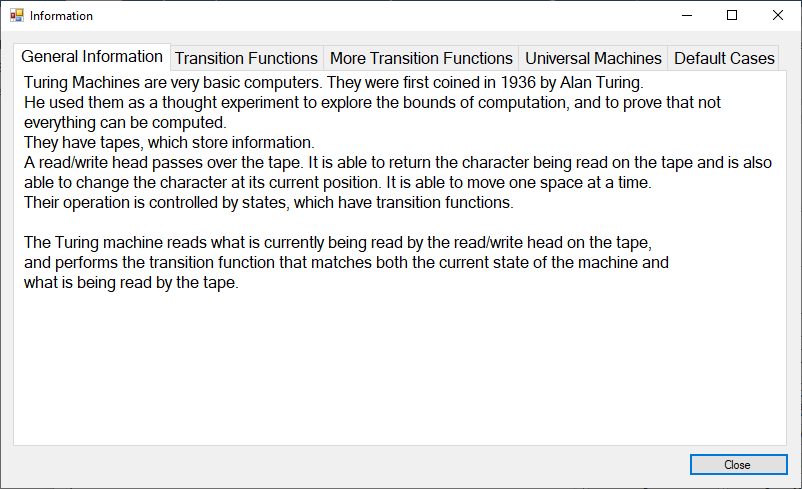 Information
General Information
Transition Functions
More Transition Functions
Universal Machines
Default Cases
Turing Machines are very basic computers. They were first coined in 1936 by Alan Turing.
He used them as a thought experiment to explore the bounds of computation, and to prove that not
everything can be computed.
They have tapes, which store information.
A read/write head passes over the tape. It is able to return the character being read on the tape and is also
able to change the character at its current position. It is able to move one space at a time.
Their operation is controlled by states, which have transition functions.
The Turing machine reads what is currently being read by the read/write head on the tape,
and performs the transition function that matches both the current state of the machine and
what is being read by the tape.
Close